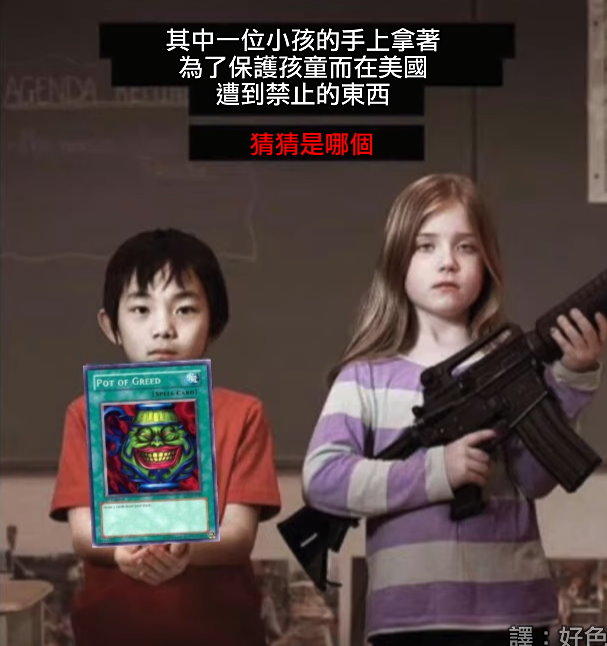 其中一位小孩的手上拿著
為了保護孩童而在美國
遭到禁止的東西
猜猜是哪個
AGENDA
POT OF GREED
[SPELL CARD]
譯：好色